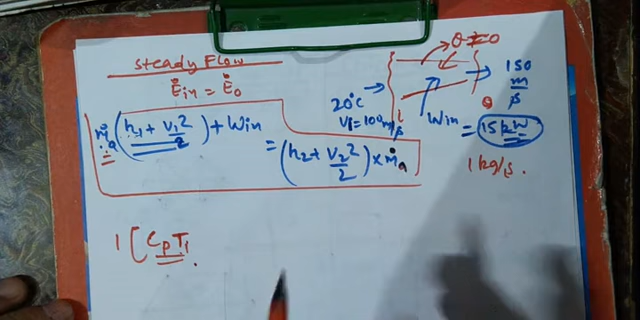 Steady Flow
Ėin = Ėo
ṁa (h1 + V1²/2) + Win = (h2 + V2²/2) × ṁa
Q = 0
20°C
V1 = 100 m/s
Win = 15 kW
150 m/s
1 kg/s.
1 [ CpT1